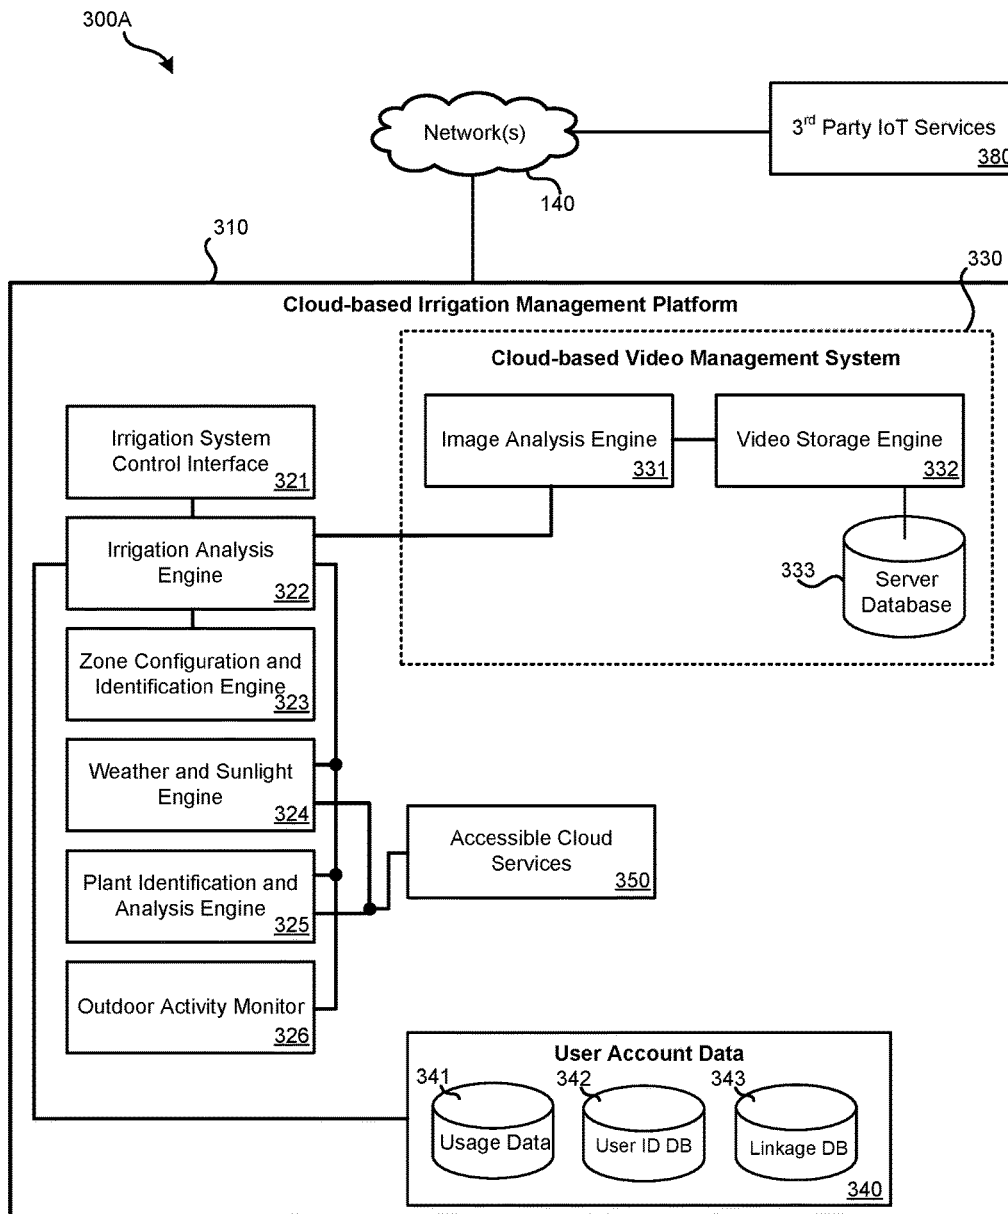 300A
Network(s)
140
3rd Party IoT Services
380
310
330
Cloud-based Irrigation Management Platform
Cloud-based Video Management System
Irrigation System
Control Interface
321
Image Analysis Engine
331
Video Storage Engine
332
Irrigation Analysis
Engine
322
333
Server
Database
Zone Configuration and
Identification Engine
323
Weather and Sunlight
Engine
324
Accessible Cloud
Services
350
Plant Identification and
Analysis Engine
325
Outdoor Activity Monitor
326
User Account Data
341
Usage Data
342
User ID DB
343
Linkage DB
340